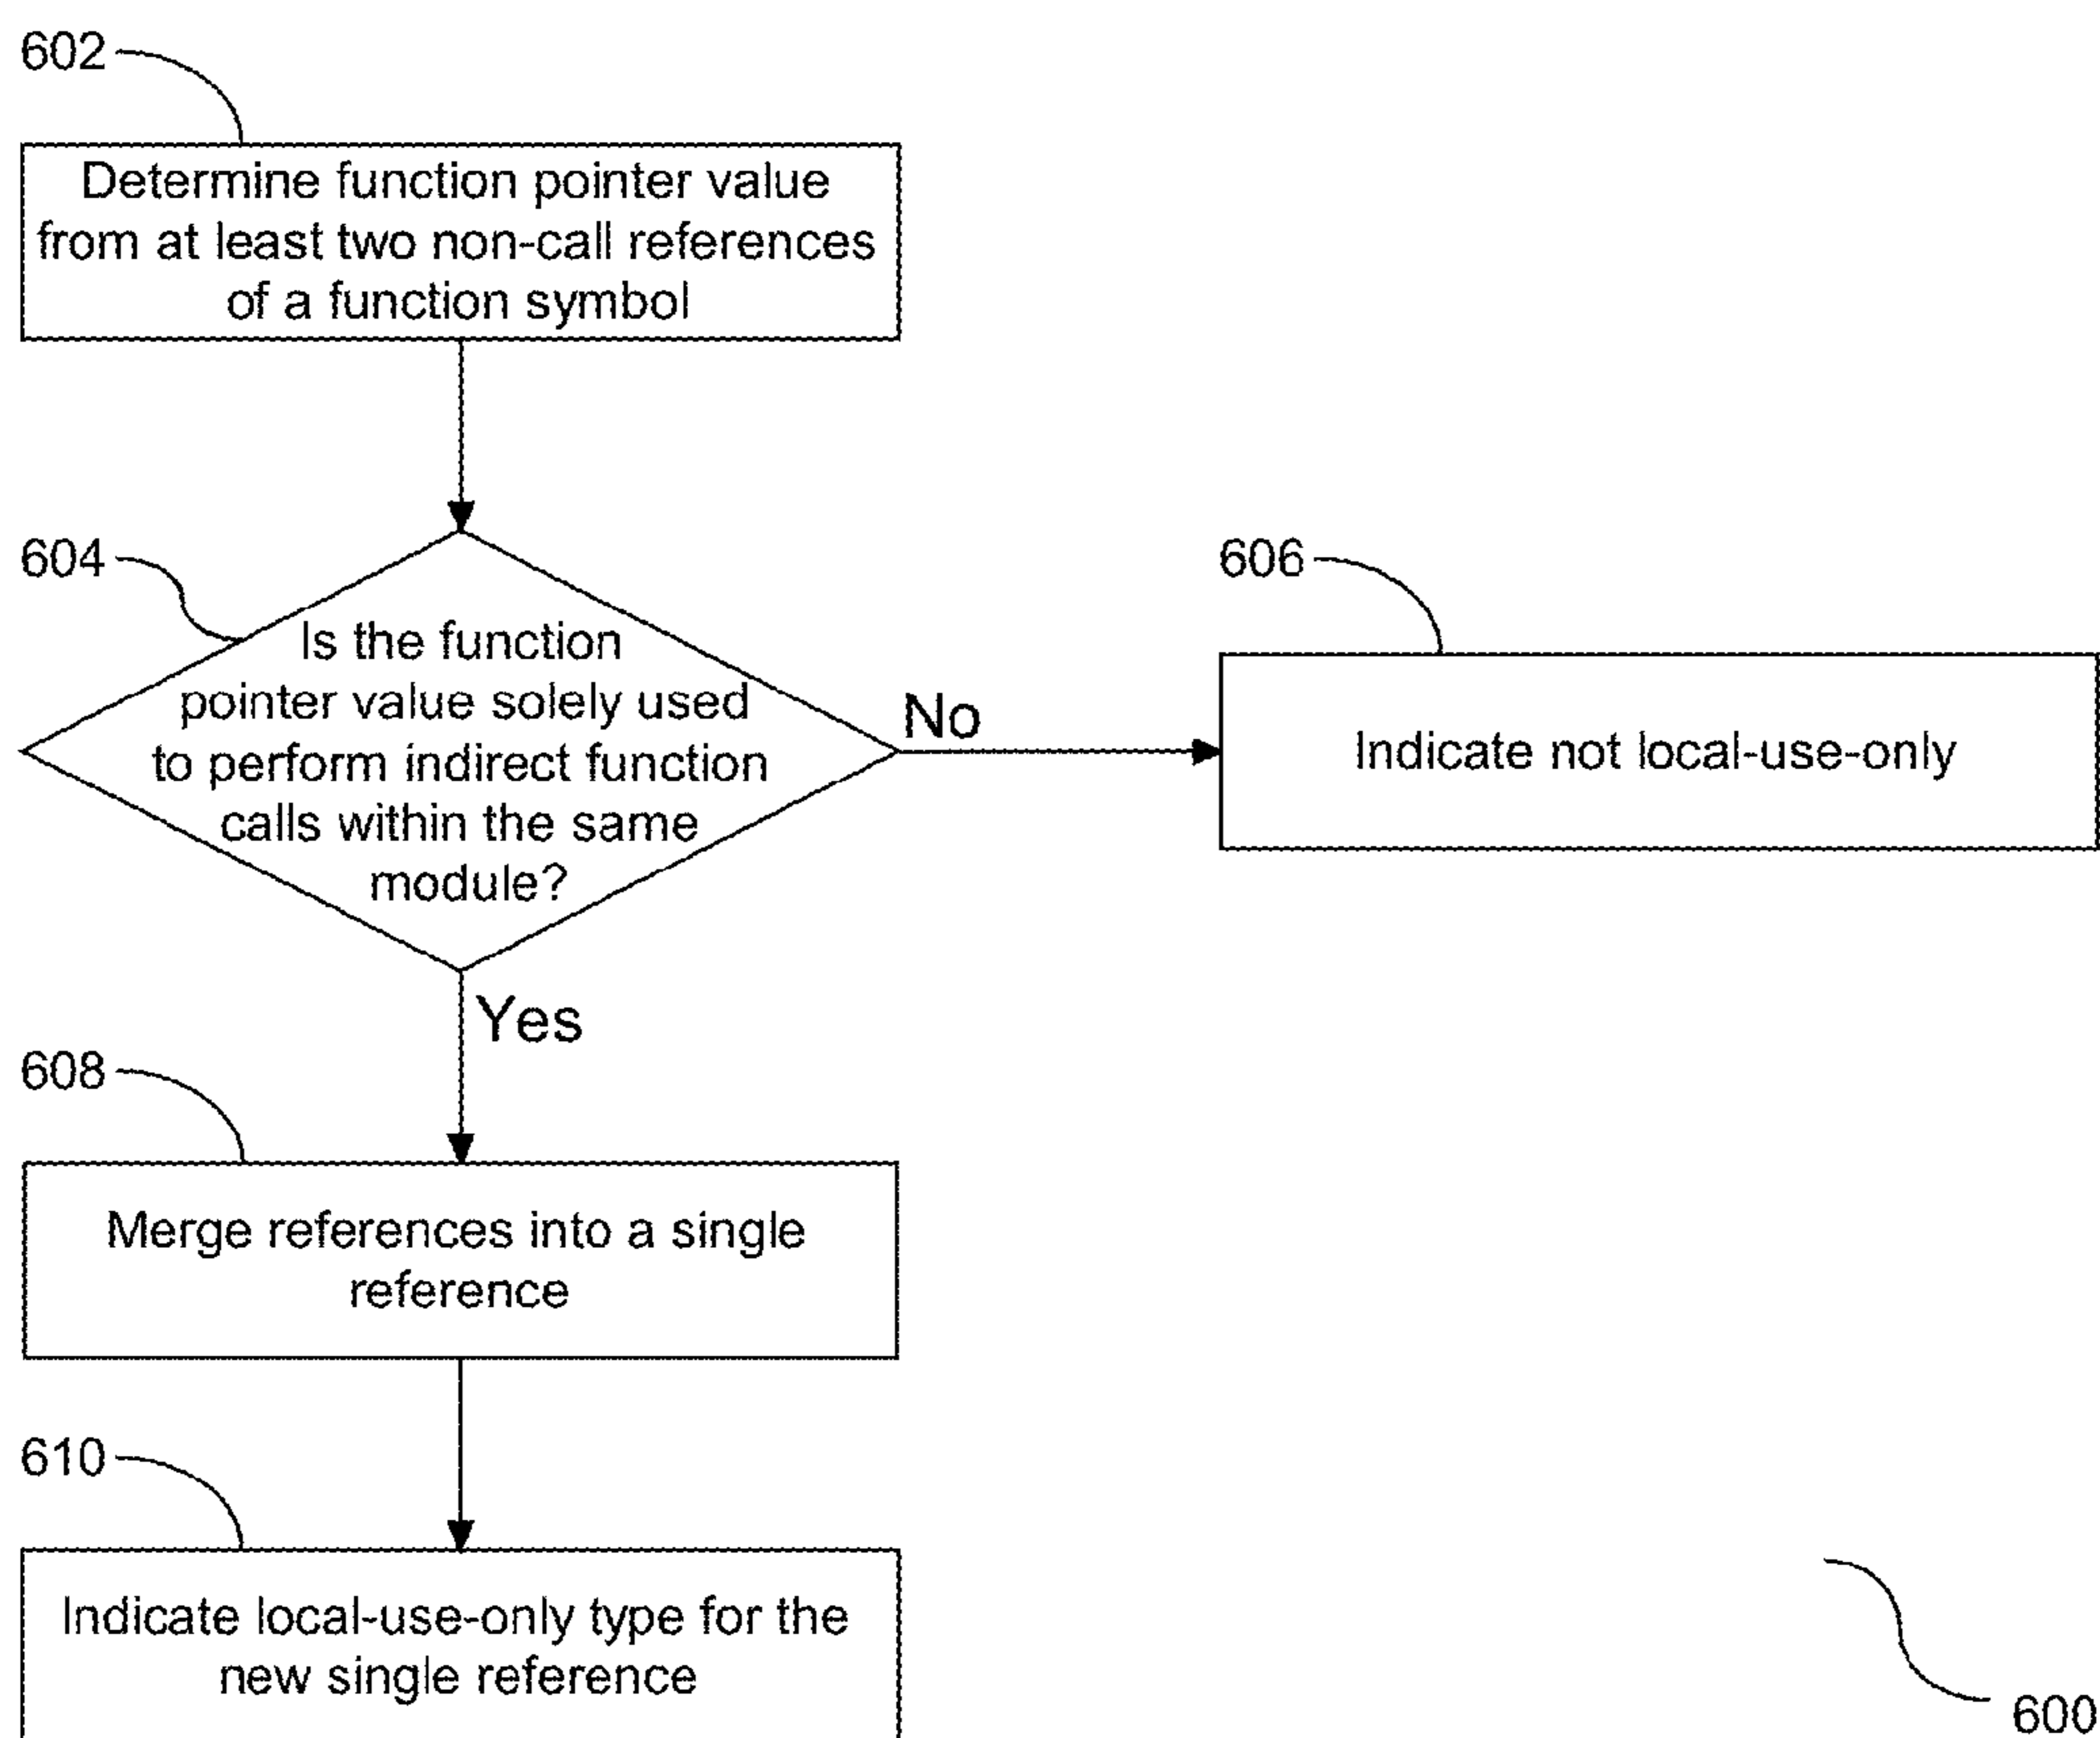 602
Determine function pointer value
from at least two non-call references
of a function symbol
604
Is the function
pointer value solely used
to perform indirect function
calls within the same
module?
No
606
Indicate not local-use-only
Yes
608
Merge references into a single
reference
610
Indicate local-use-only type for the
new single reference
600